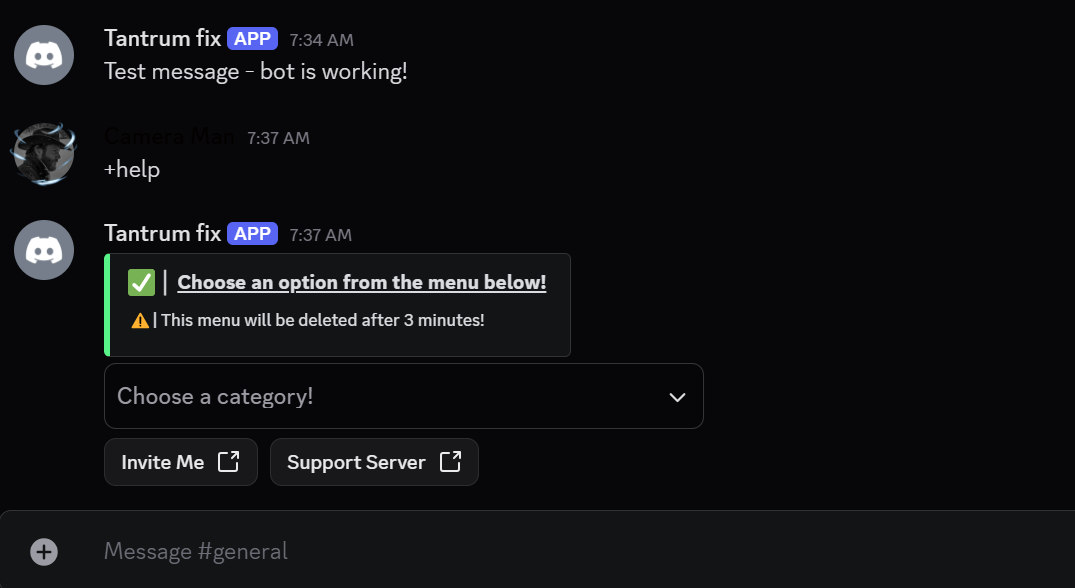 Tantrum fix APP 7:34 AM
Test message - bot is working!
Camera Man 7:37 AM
+help
Tantrum fix APP 7:37 AM
✅ | Choose an option from the menu below!
⚠️ | This menu will be deleted after 3 minutes!
Choose a category!
Invite Me
Support Server
Message #general